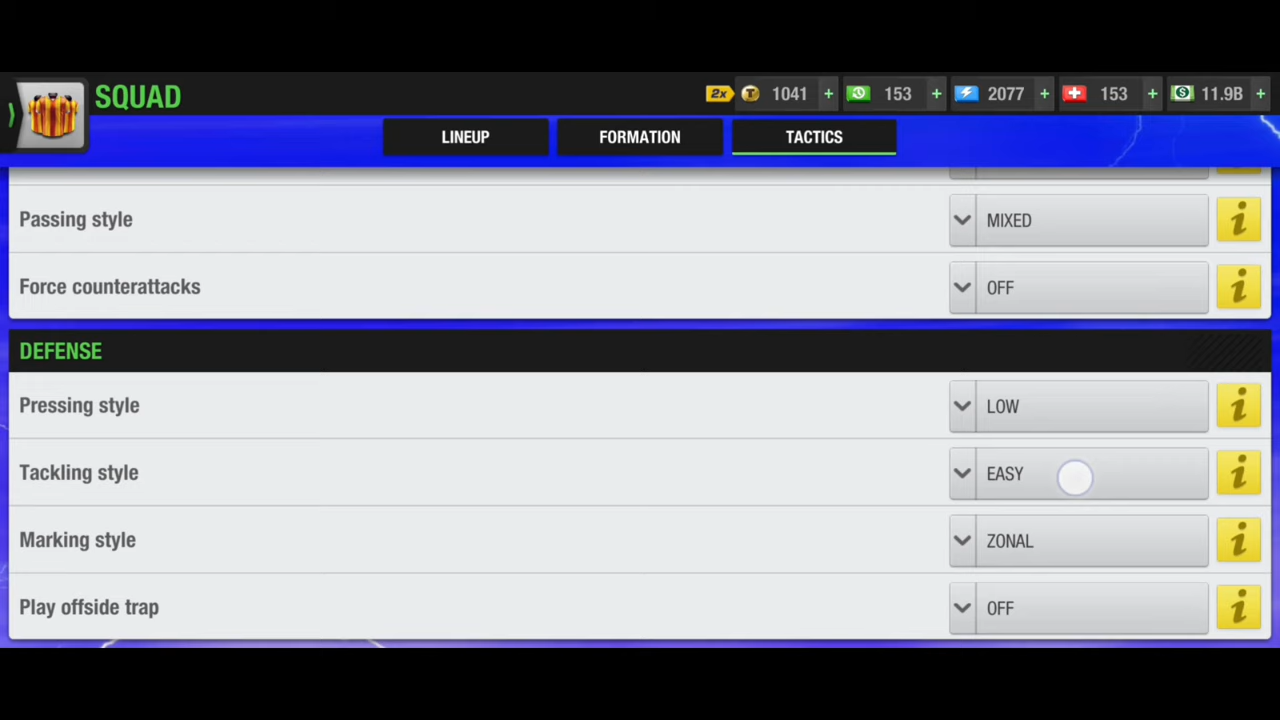 SQUAD
2x T 1041 + 153 + 2077 + 153 + S 11.9B +
LINEUP FORMATION TACTICS
Passing style MIXED i
Force counterattacks OFF i
DEFENSE
Pressing style LOW i
Tackling style EASY i
Marking style ZONAL i
Play offside trap OFF i